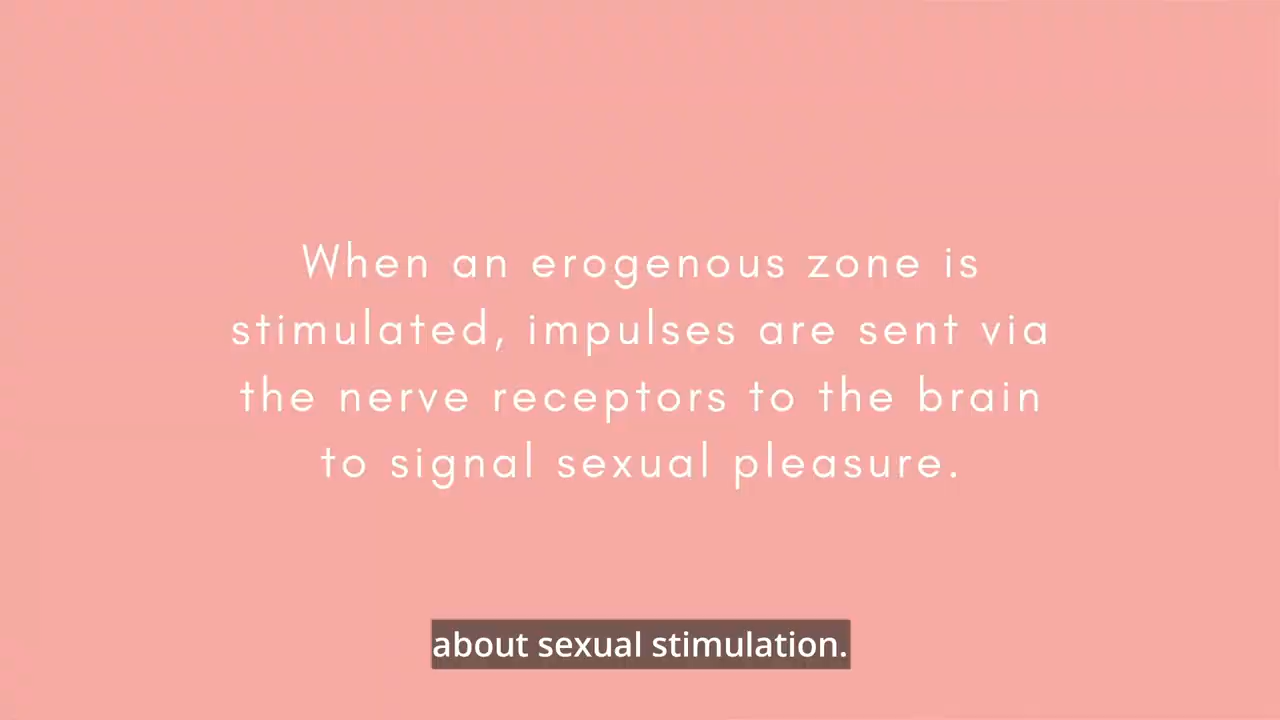 When an erogenous zone is
stimulated, impulses are sent via
the nerve receptors to the brain
to signal sexual pleasure.
about sexual stimulation.